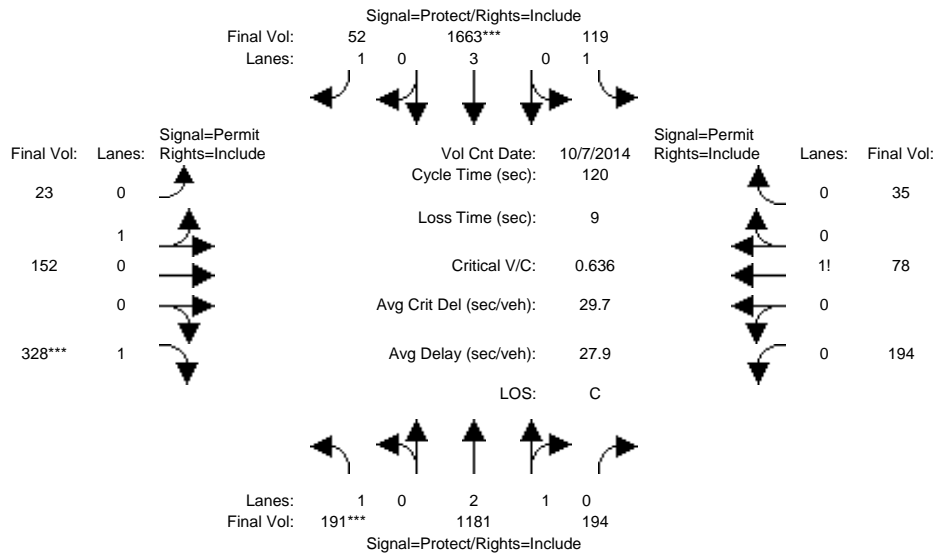 Signal=Protect/Rights=Include
Final Vol: 52 1663*** 119
Lanes: 1 0 3 0 1
Signal=Permit Signal=Permit
Final Vol: Lanes: Rights=Include Vol Cnt Date: 10/7/2014 Rights=Include Lanes: Final Vol:
Cycle Time (sec): 120
23 0 0 35
Loss Time (sec): 9
1 0
152 0 Critical V/C: 0.636 1! 78
0 Avg Crit Del (sec/veh): 29.7 0
328*** 1 Avg Delay (sec/veh): 27.9 0 194
LOS: C
Lanes: 1 0 2 1 0
Final Vol: 191*** 1181 194
Signal=Protect/Rights=Include